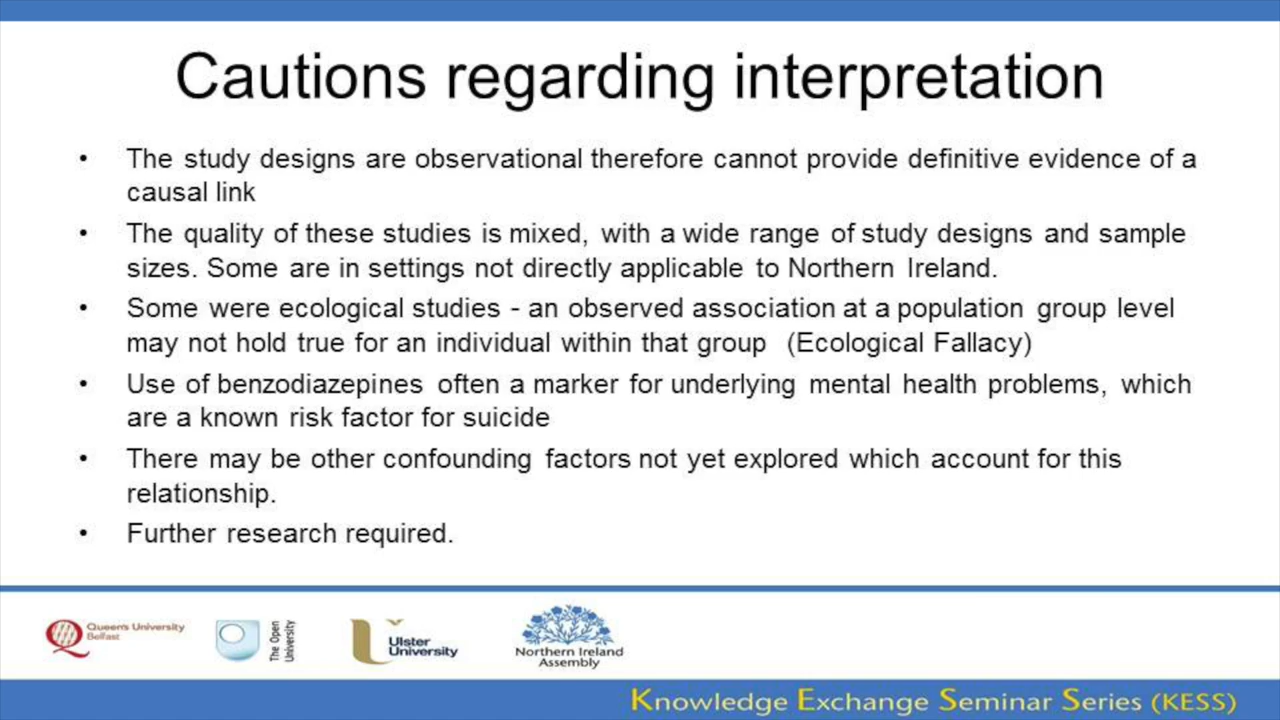 Cautions regarding interpretation
• The study designs are observational therefore cannot provide definitive evidence of a
causal link
• The quality of these studies is mixed, with a wide range of study designs and sample
sizes. Some are in settings not directly applicable to Northern Ireland.
• Some were ecological studies - an observed association at a population group level
may not hold true for an individual within that group (Ecological Fallacy)
• Use of benzodiazepines often a marker for underlying mental health problems, which
are a known risk factor for suicide
• There may be other confounding factors not yet explored which account for this
relationship.
• Further research required.
Queen's University
Belfast
The Open
University
Ulster
University
Northern Ireland
Assembly
Knowledge Exchange Seminar Series (KESS)